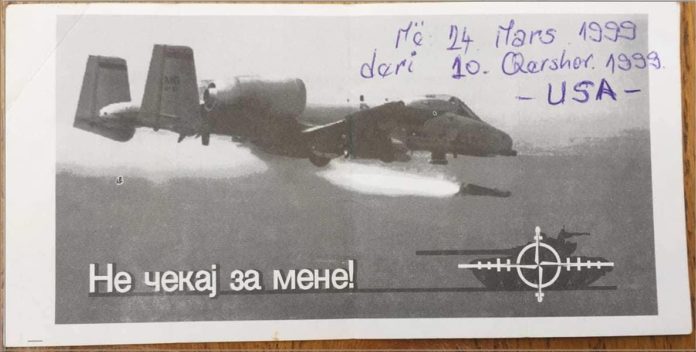 Më 24 Mars 1999
deri 10. Qershor. 1999.
- USA -
Не чекај за мене!